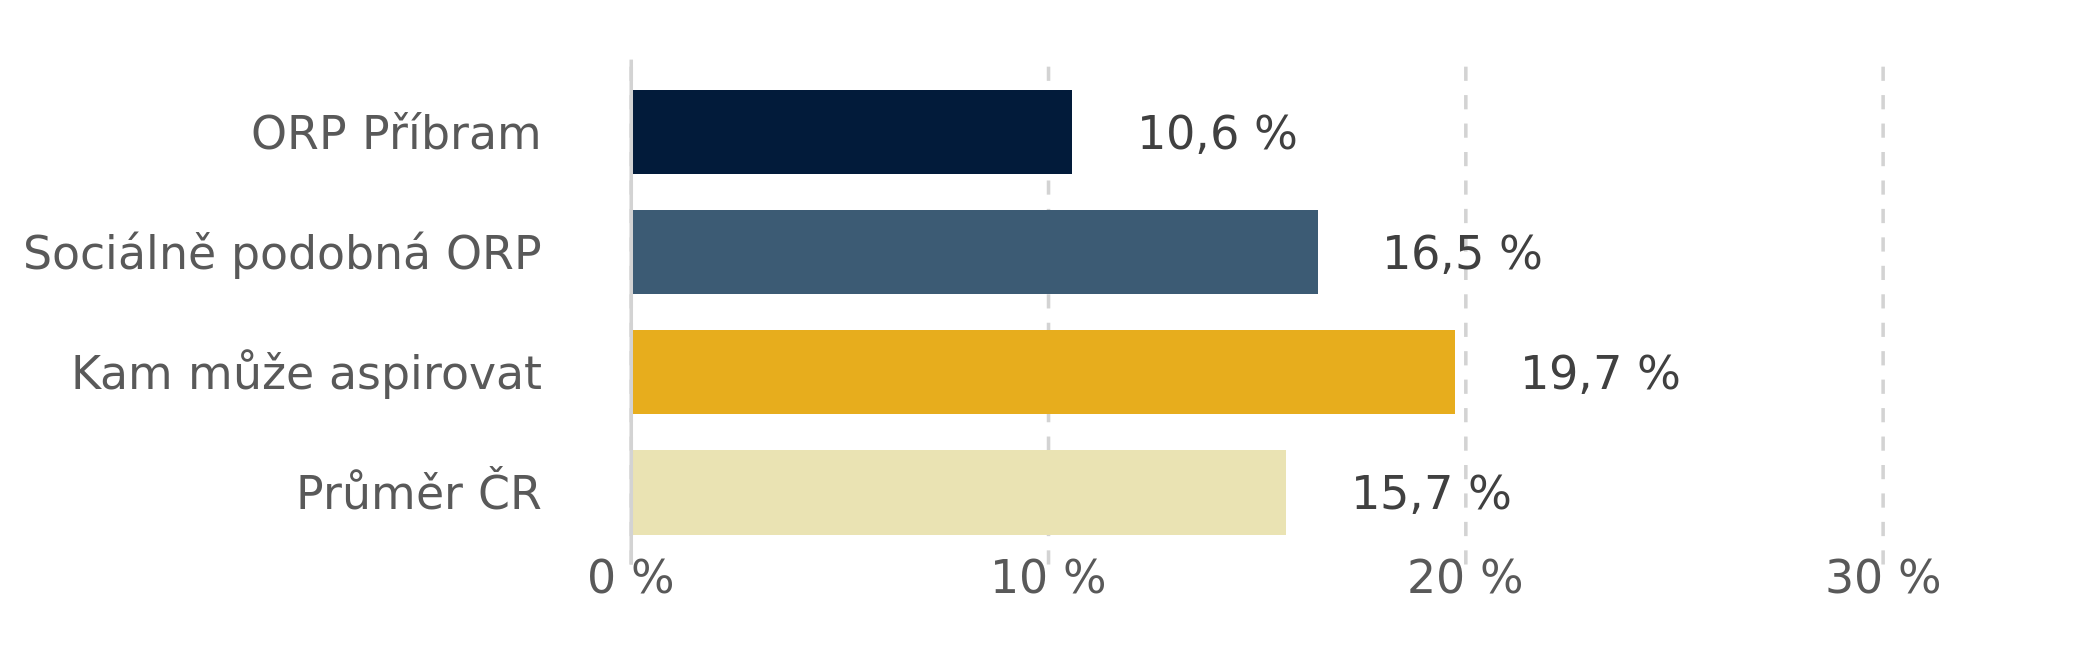 ORP Příbram 10,6 %
Sociálně podobná ORP 16,5 %
Kam může aspirovat 19,7 %
Průměr ČR 15,7 %
0 % 10 % 20 % 30 %